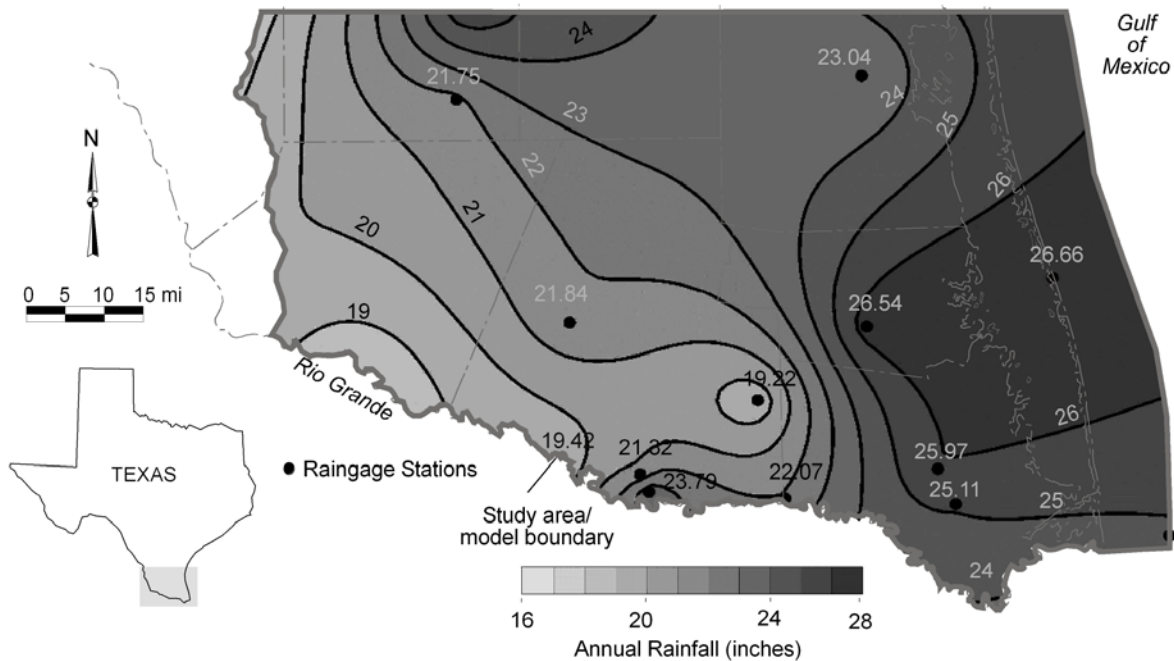 24
Gulf
of
Mexico
21.75
23.04
24
23
25
N
22
26
21
20
26.66
0 5 10 15 mi
21.84
26.54
19
Rio Grande
19.22
26
19.42
21.32
25.97
TEXAS
Raingage Stations
23.79
22.07
25.11
25
Study area/
model boundary
24
16 20 24 28
Annual Rainfall (inches)